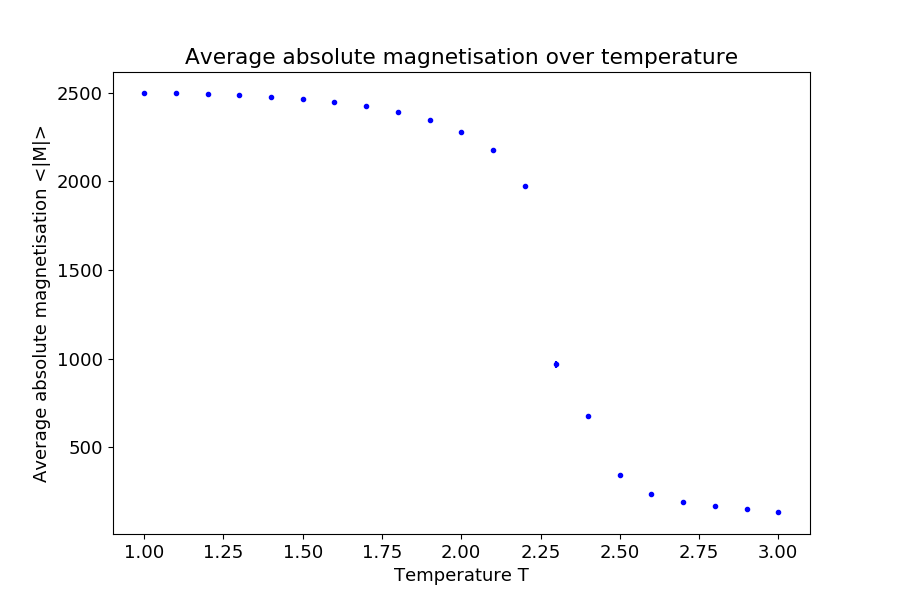 Average absolute magnetisation over temperature
Average absolute magnetisation <|M|>
2500
2000
1500
1000
500
1.00 1.25 1.50 1.75 2.00 2.25 2.50 2.75 3.00
Temperature T